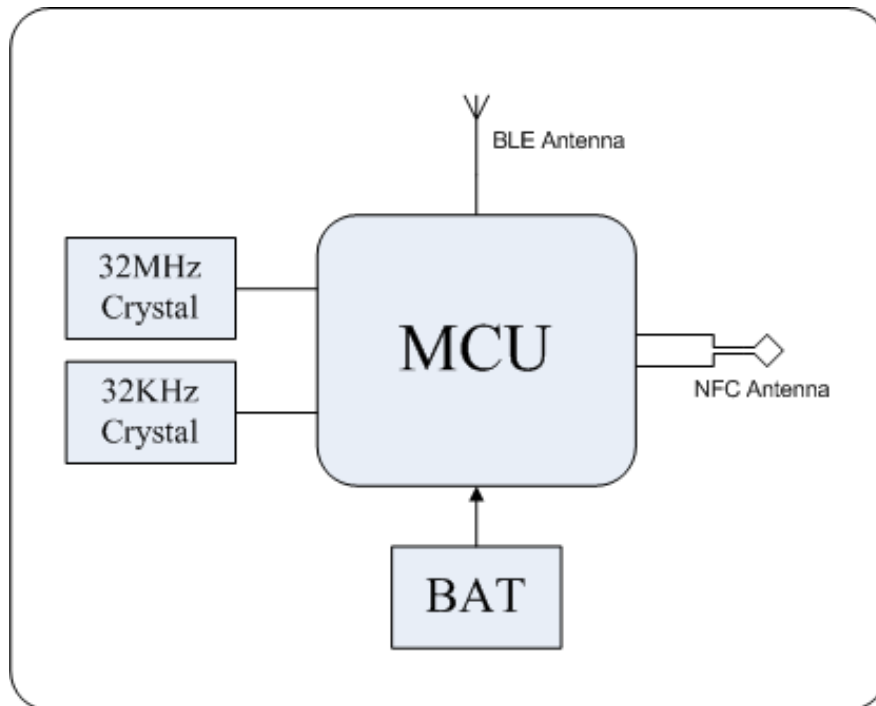 BLE Antenna
32MHz
Crystal
MCU
32KHz
Crystal
NFC Antenna
BAT